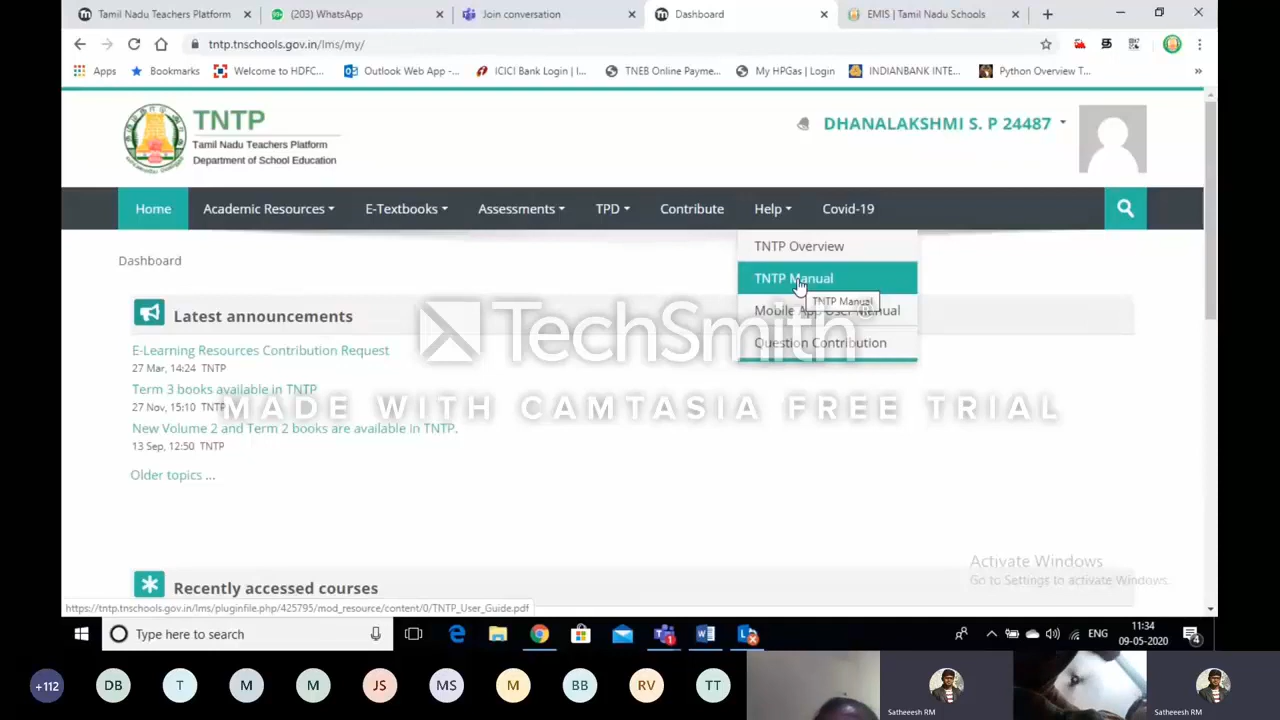 Tamil Nadu Teachers Platform
(203) WhatsApp
Join conversation
Dashboard
EMIS | Tamil Nadu Schools
tntp.tnschools.gov.in/lms/my/
Apps
Bookmarks
Welcome to HDFC...
Outlook Web App -...
ICICI Bank Login | I...
TNEB Online Payme...
My HPGas | Login
INDIANBANK INTE...
Python Overview T...
»
TNTP
Tamil Nadu Teachers Platform
Department of School Education
DHANALAKSHMI S. P 24487
Home
Academic Resources
E-Textbooks
Assessments
TPD
Contribute
Help
Covid-19
TNTP Overview
TNTP Manual
TNTP Manual
Mobile App User Manual
Question Contribution
Dashboard
Latest announcements
E-Learning Resources Contribution Request
27 Mar, 14:24 TNTP
Term 3 books available in TNTP
27 Nov, 15:10 TNTP
New Volume 2 and Term 2 books are available in TNTP.
13 Sep, 12:50 TNTP
Older topics ...
TechSmith
MADE WITH CAMTASIA FREE TRIAL
Activate Windows
Go to Settings to activate Windows.
Recently accessed courses
https://tntp.tnschools.gov.in/lms/pluginfile.php/425795/mod_resource/content/0/TNTP_User_Guide.pdf
Type here to search
ENG
11:34
09-05-2020
4
+112
DB
T
M
M
JS
MS
M
BB
RV
TT
Satheeesh RM
Satheeesh RM